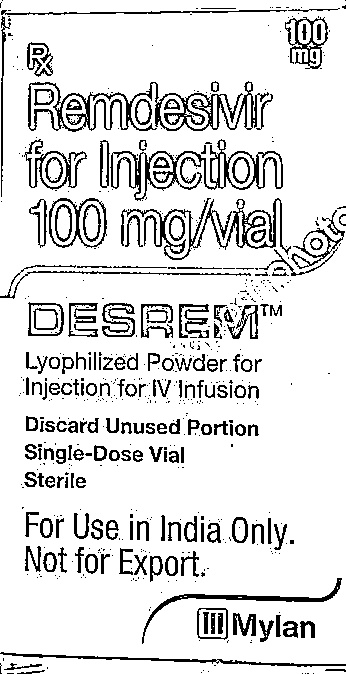 100
mg
Rx
Remdesivir
for Injection
100 mg/vial
DESREM™
Lyophilized Powder for
Injection for IV Infusion
Discard Unused Portion
Single-Dose Vial
Sterile
For Use in India Only.
Not for Export.
Mylan